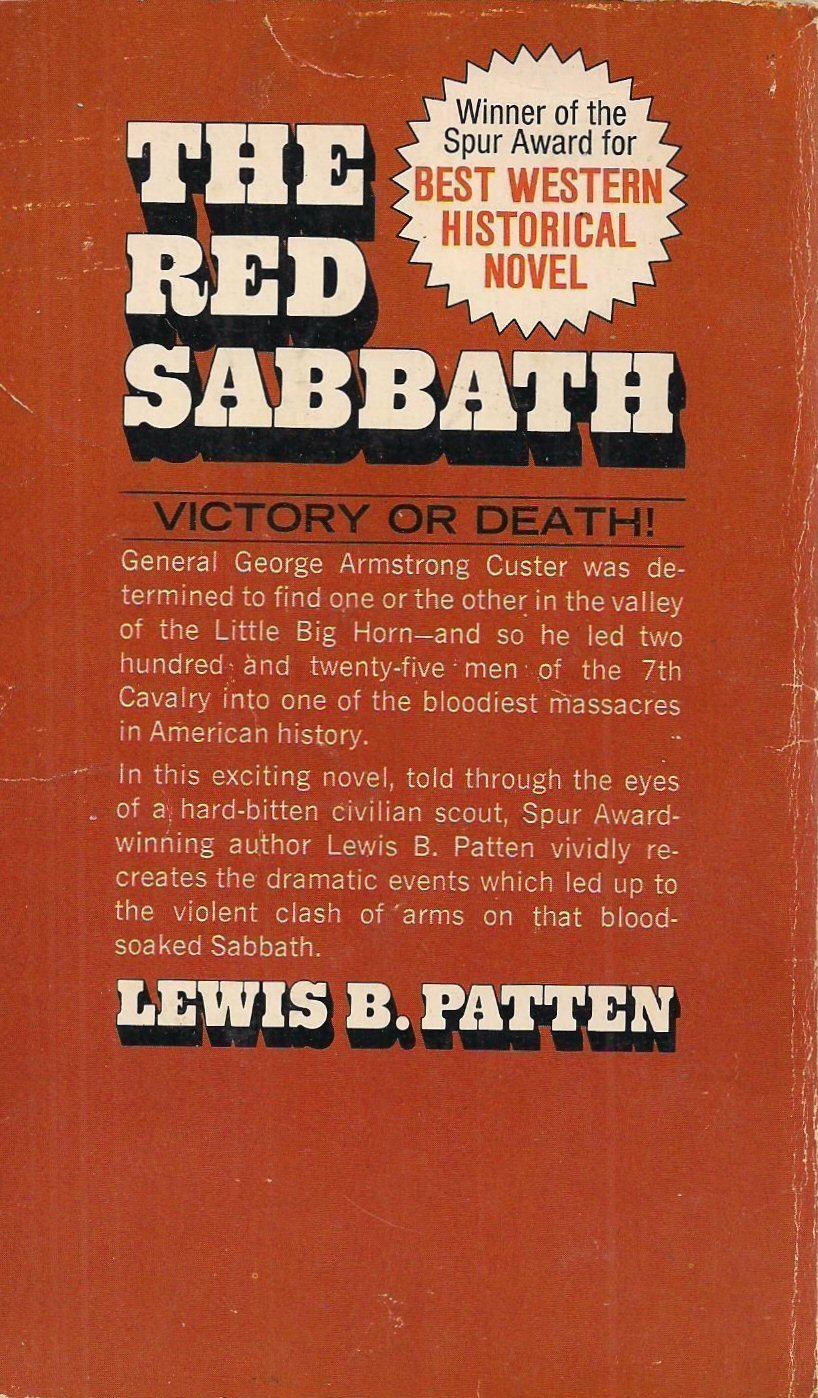 Winner of the
Spur Award for
BEST WESTERN
HISTORICAL
NOVEL
THE
RED
SABBATH
VICTORY OR DEATH!
General George Armstrong Custer was de-
termined to find one or the other in the valley
of the Little Big Horn—and so he led two
hundred and twenty-five men of the 7th
Cavalry into one of the bloodiest massacres
in American history.
In this exciting novel, told through the eyes
of a hard-bitten civilian scout, Spur Award-
winning author Lewis B. Patten vividly re-
creates the dramatic events which led up to
the violent clash of arms on that blood-
soaked Sabbath.
LEWIS B. PATTEN